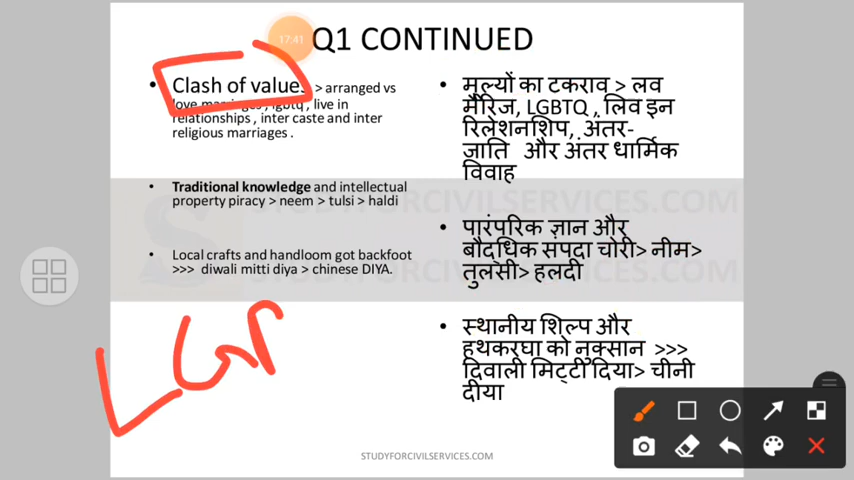 17:41
Q1 CONTINUED
• Clash of values > arranged vs
love marriages , lgbtq , live in
relationships , inter caste and inter
religious marriages .
• Traditional knowledge and intellectual
property piracy > neem > tulsi > haldi
• Local crafts and handloom got backfoot
>>> diwali mitti diya > chinese DIYA.
• मूल्यों का टकराव > लव
मैरिज, LGBTQ , लिव इन
रिलेशनशिप, अंतर-
जाति और अंतर धार्मिक
विवाह
• पारंपरिक ज्ञान और
बौद्धिक संपदा चोरी> नीम>
तुलसी> हलदी
• स्थानीय शिल्प और
हथकरघा को नुक्सान >>>
दिवाली मिट्टी दिया> चीनी
दीया
STUDYFORCIVILSERVICES.COM